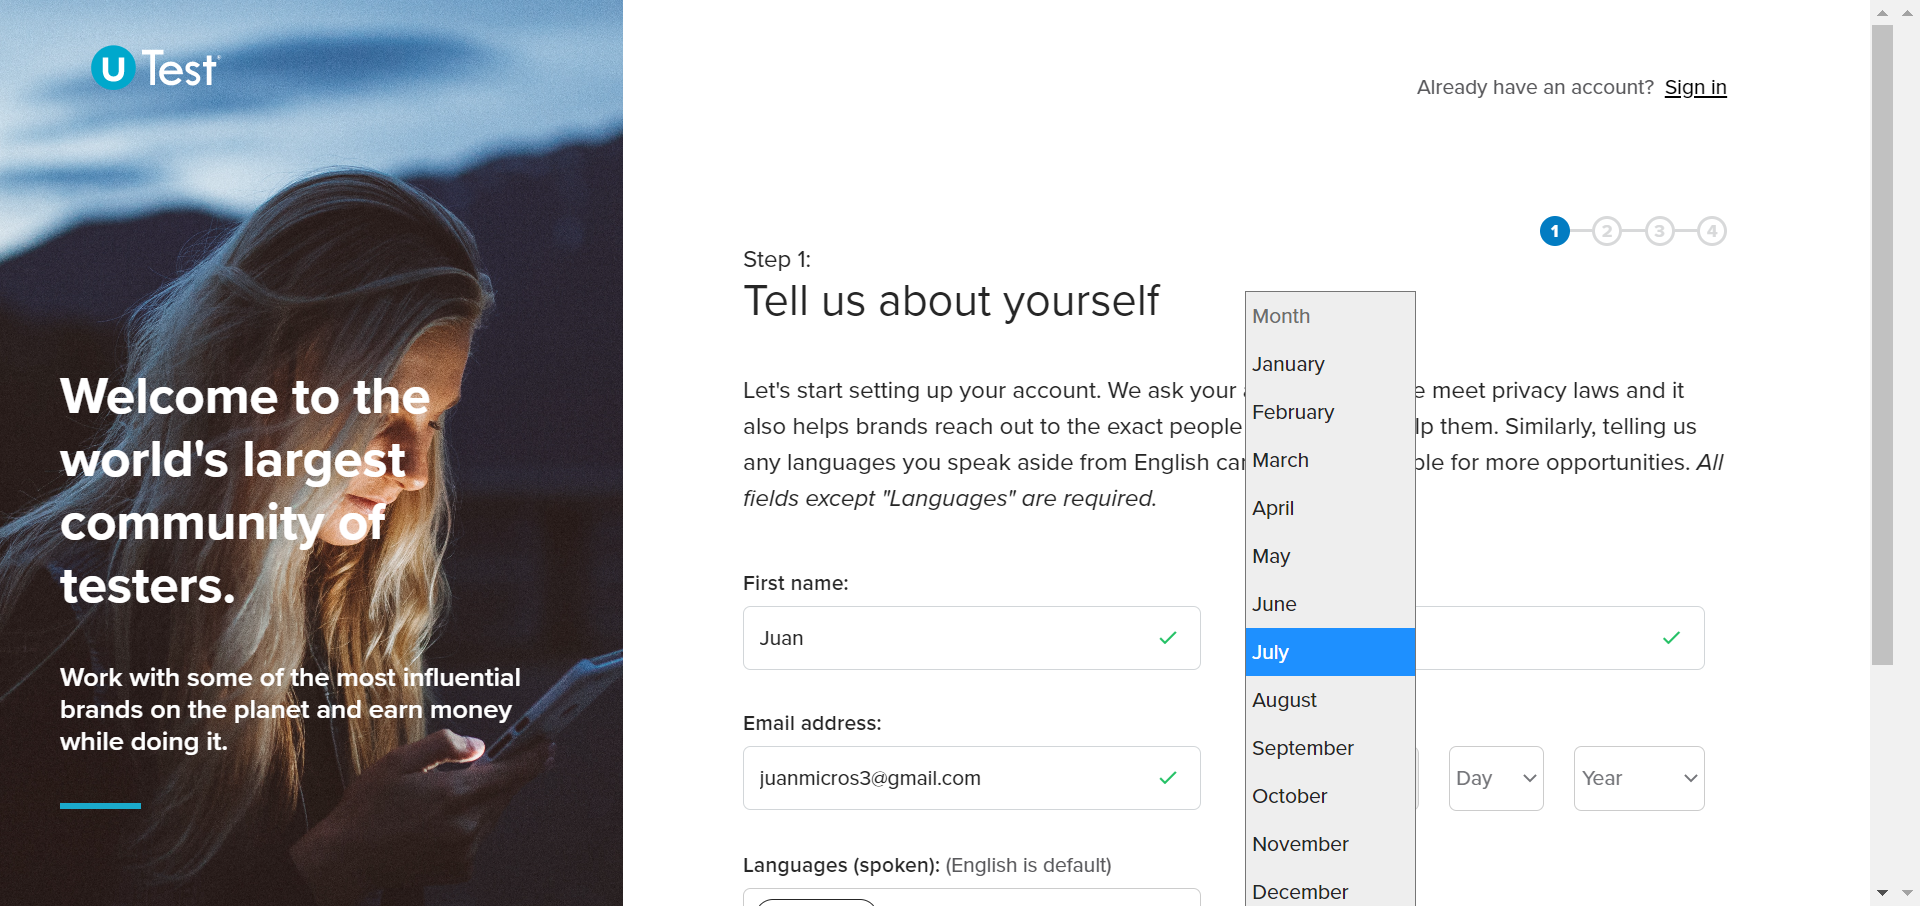 u Test
Already have an account? Sign in
1 2 3 4
Step 1:
Tell us about yourself
Let's start setting up your account. We ask your
e meet privacy laws and it
also helps brands reach out to the exact people
lp them. Similarly, telling us
any languages you speak aside from English
ble for more opportunities. All
fields except "Languages" are required.
Month
January
February
March
April
May
June
July
August
September
October
November
December
First name:
Juan
Email address:
juanmicros3@gmail.com
Day
Year
Languages (spoken): (English is default)
Welcome to the
world's largest
community of
testers.
Work with some of the most influential
brands on the planet and earn money
while doing it.